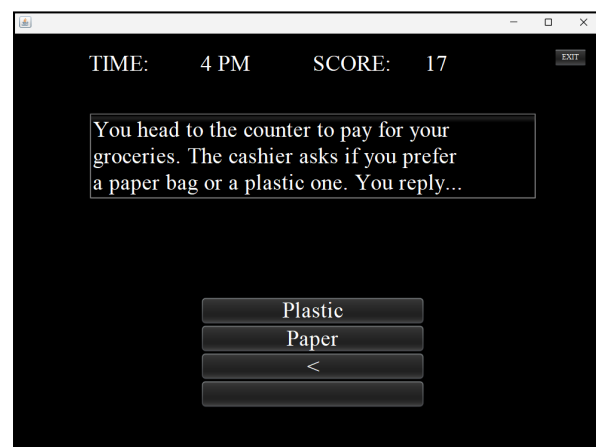 TIME: 4 PM SCORE: 17 EXIT
You head to the counter to pay for your
groceries. The cashier asks if you prefer
a paper bag or a plastic one. You reply...
Plastic
Paper
<